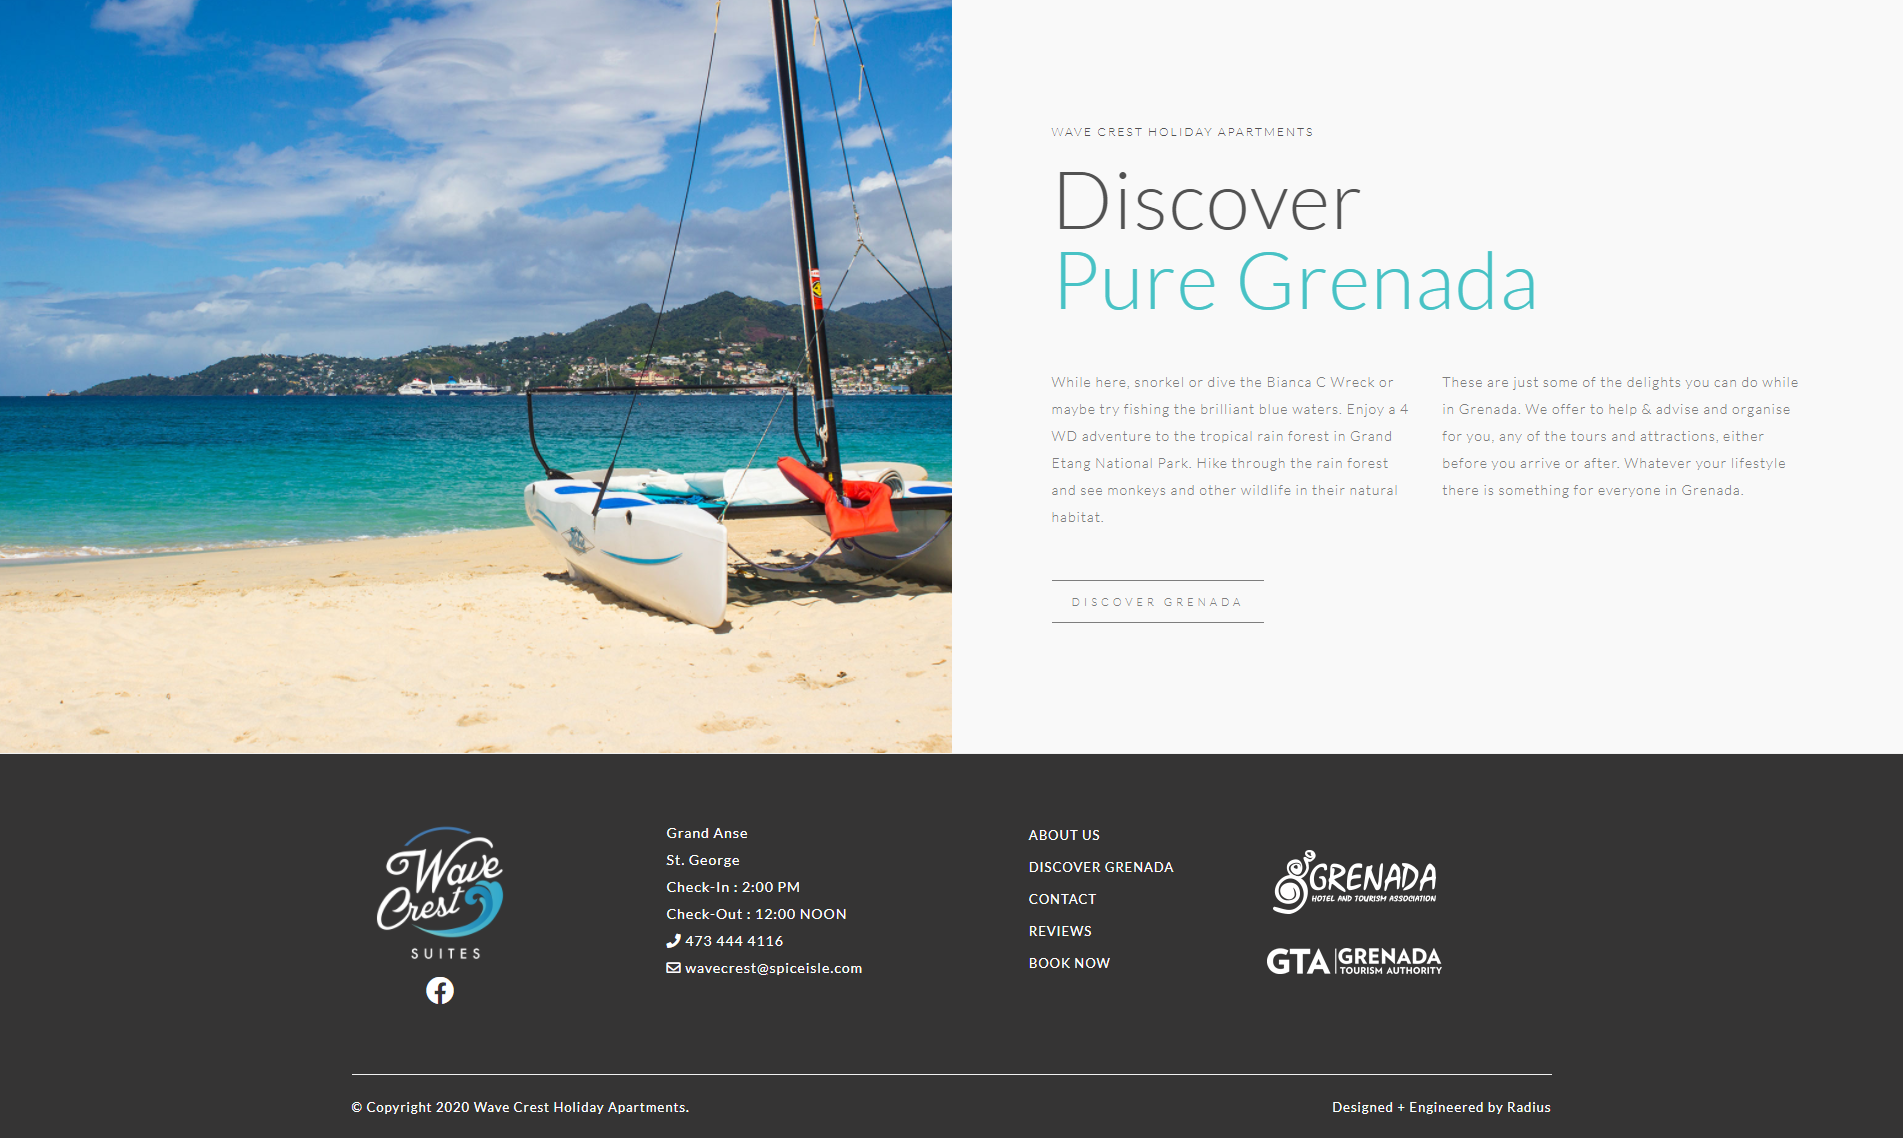 WAVE CREST HOLIDAY APARTMENTS
Discover
Pure Grenada
While here, snorkel or dive the Bianca C Wreck or
maybe try fishing the brilliant blue waters. Enjoy a 4
WD adventure to the tropical rain forest in Grand
Etang National Park. Hike through the rain forest
and see monkeys and other wildlife in their natural
habitat.
These are just some of the delights you can do while
in Grenada. We offer to help & advise and organise
for you, any of the tours and attractions, either
before you arrive or after. Whatever your lifestyle
there is something for everyone in Grenada.
DISCOVER GRENADA
Wave
Crest
SUITES
Grand Anse
St. George
Check-In : 2:00 PM
Check-Out : 12:00 NOON
473 444 4116
wavecrest@spiceisle.com
ABOUT US
DISCOVER GRENADA
CONTACT
REVIEWS
BOOK NOW
GRENADA
HOTEL AND TOURISM ASSOCIATION
GTA GRENADA
TOURISM AUTHORITY
© Copyright 2020 Wave Crest Holiday Apartments.
Designed + Engineered by Radius